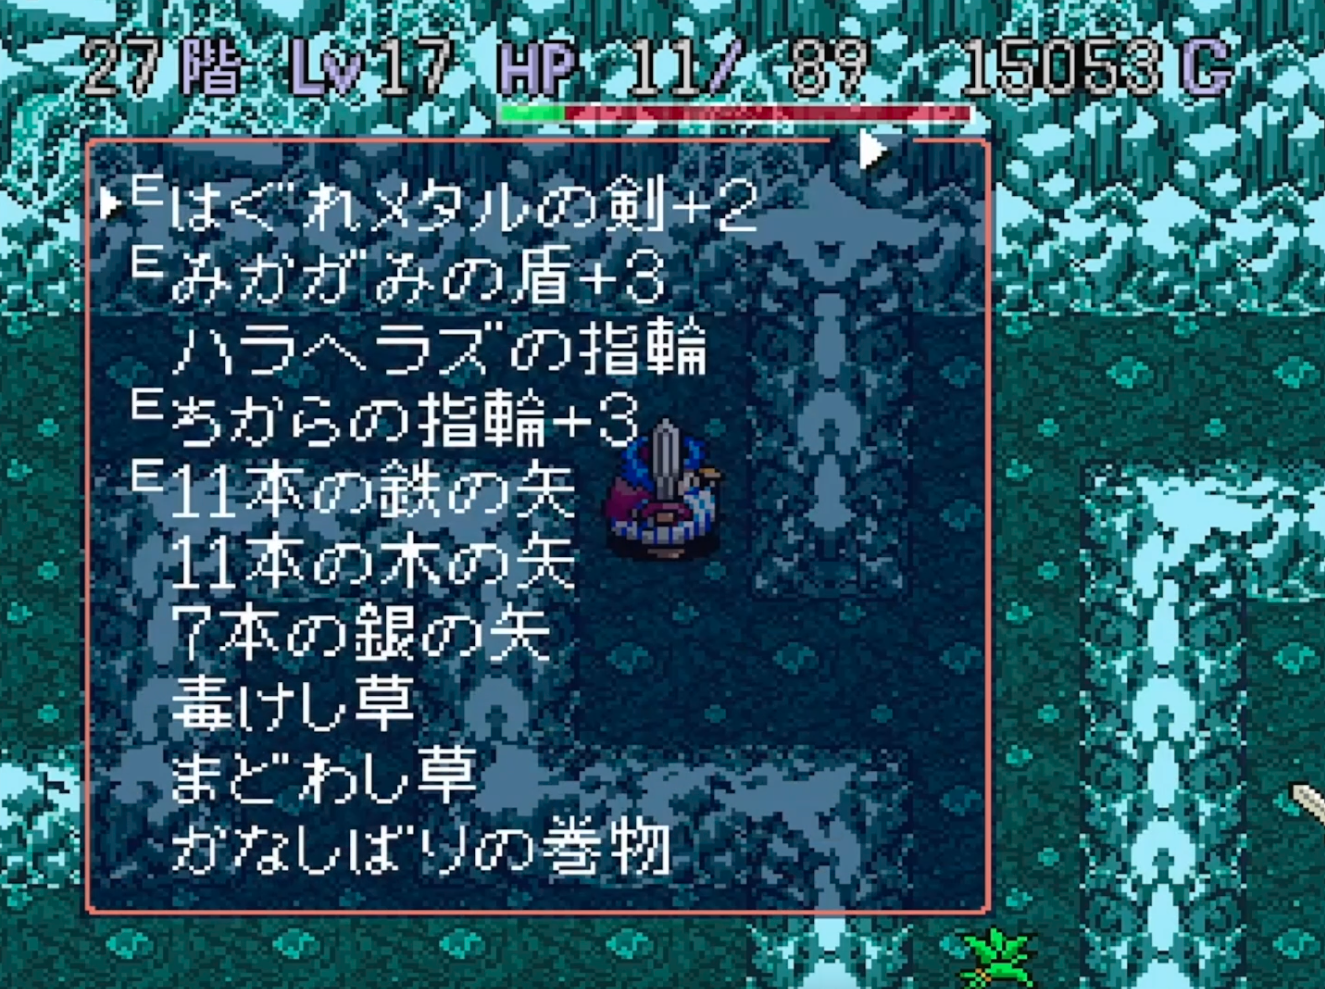 27階 Lv17 HP 11/ 89 15053G
Eはぐれメタルの剣+2
Eみかがみの盾+3
ハラヘラズの指輪
Eちからの指輪+3
E11本の鉄の矢
11本の木の矢
7本の銀の矢
毒けし草
まどわし草
かなしばりの巻物